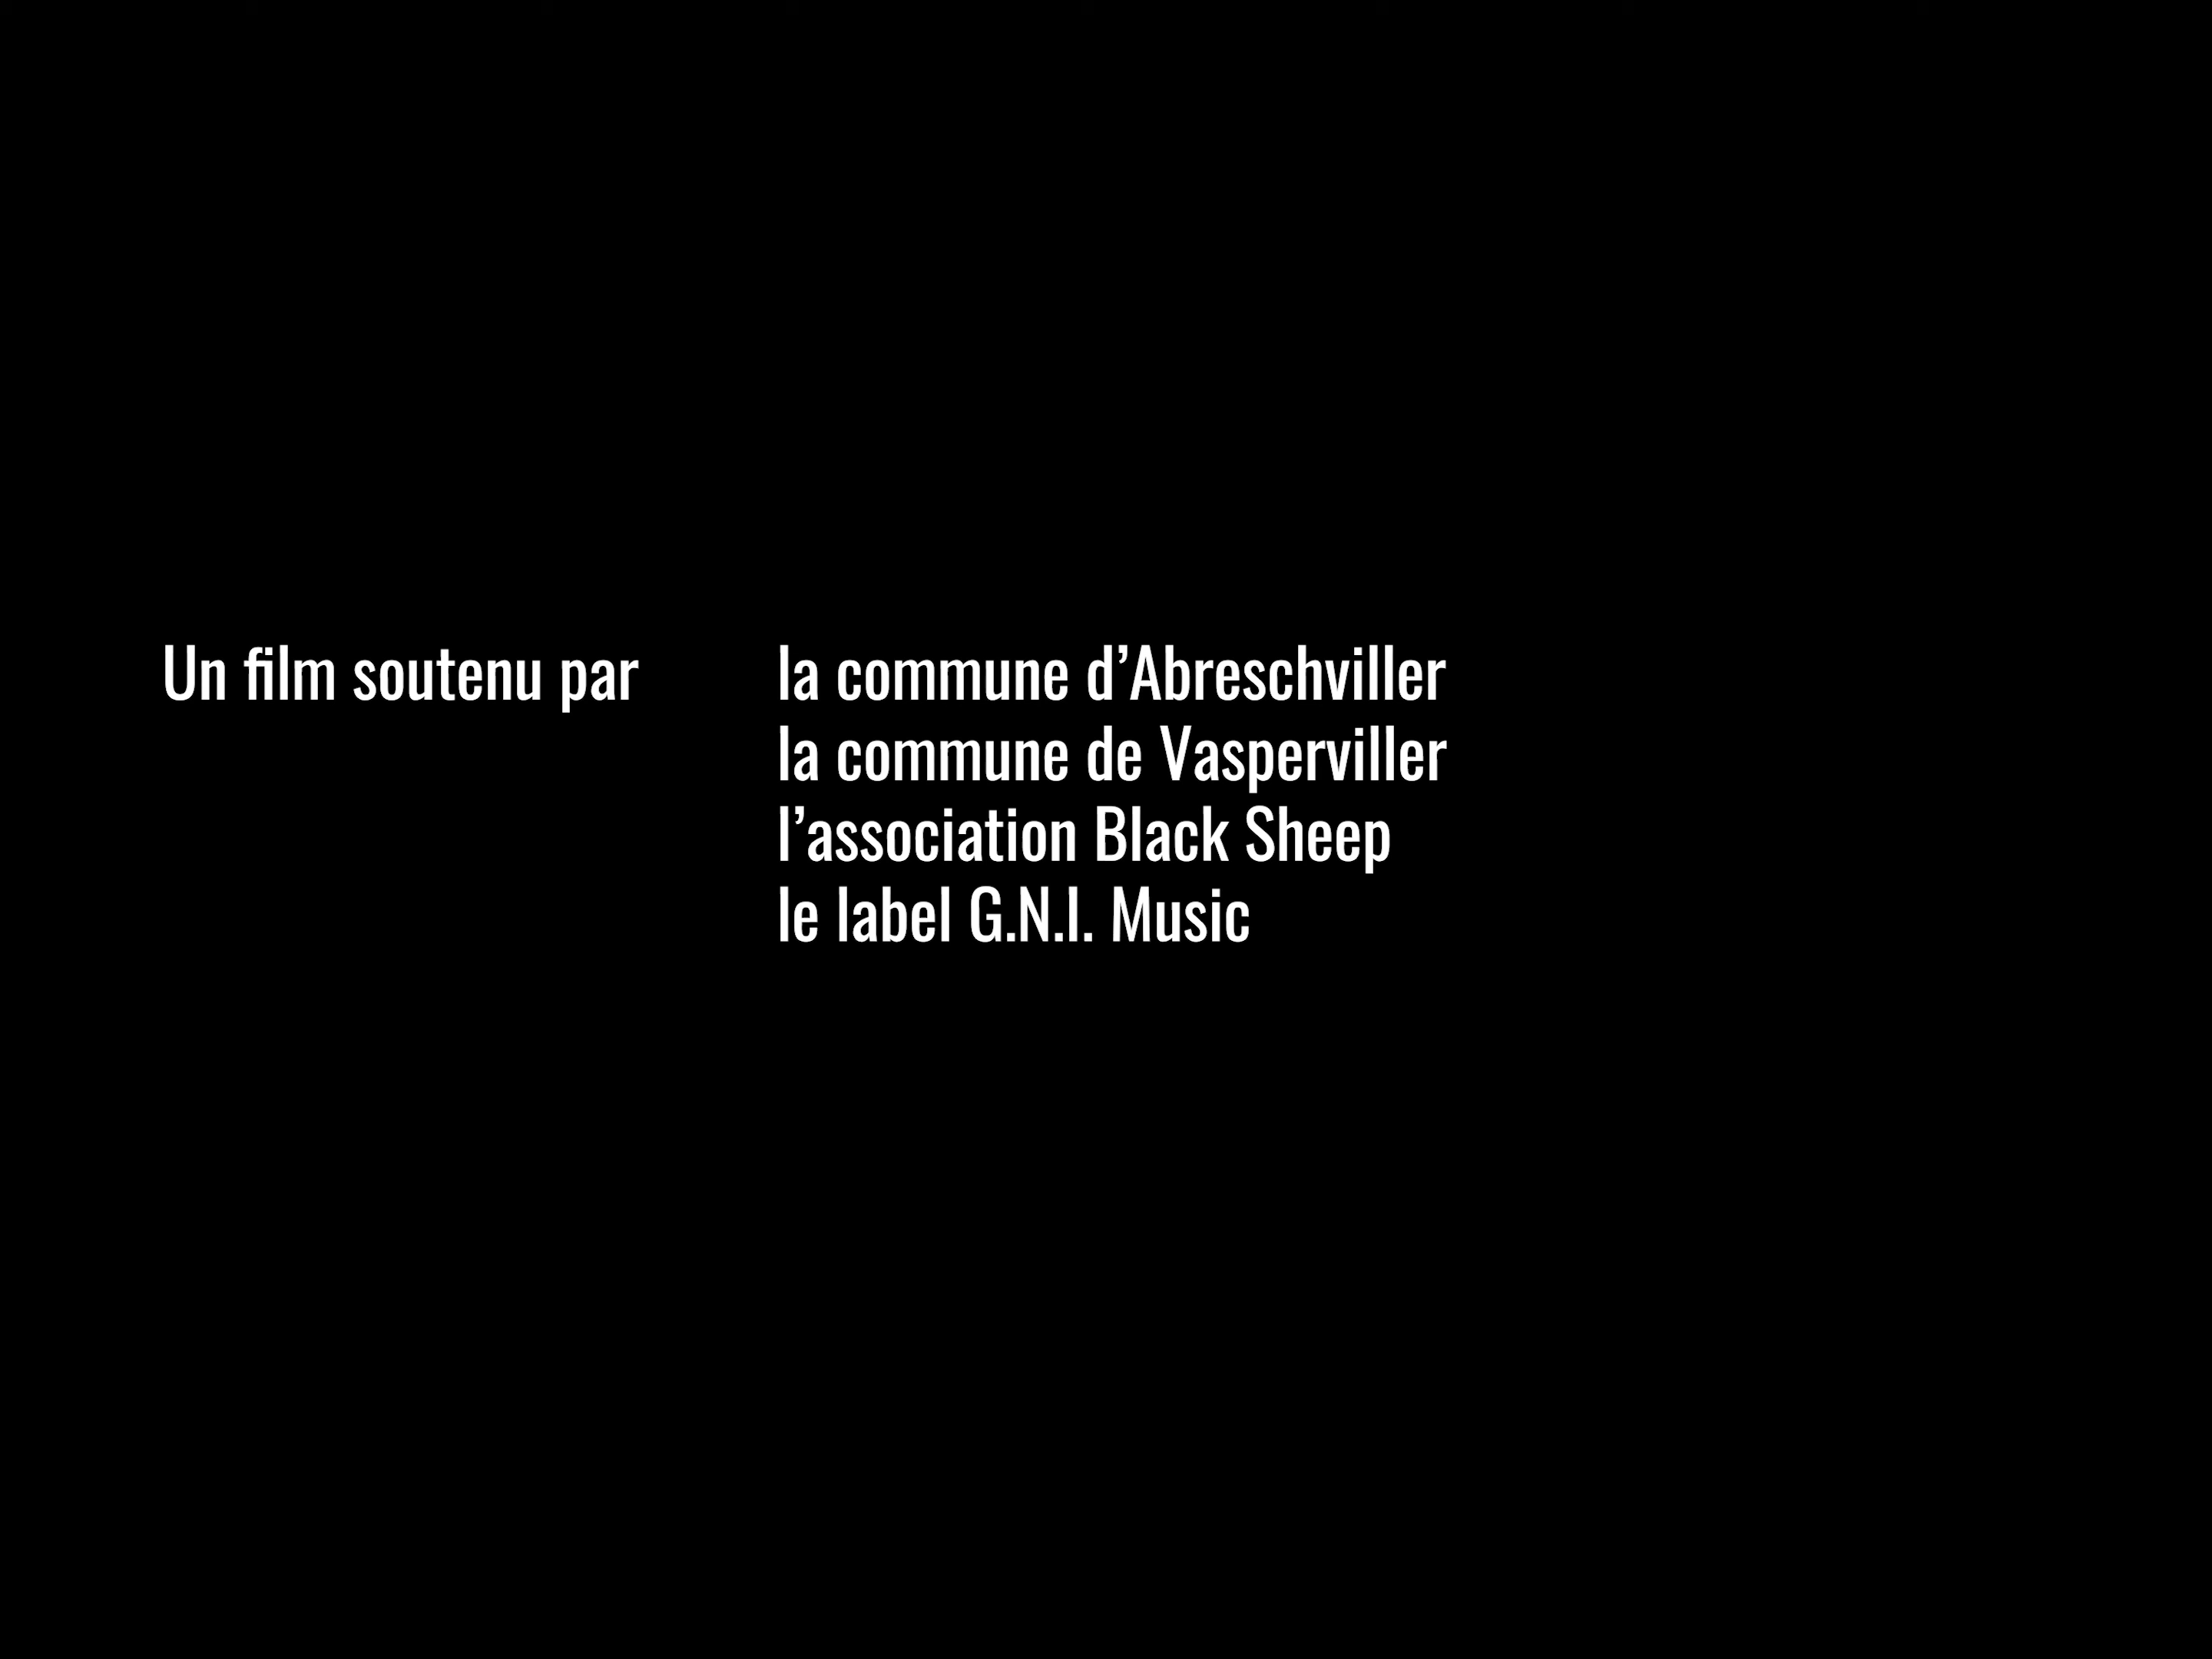 Un film soutenu par la commune d’Abreschviller
la commune de Vasperviller
l’association Black Sheep
le label G.N.I. Music